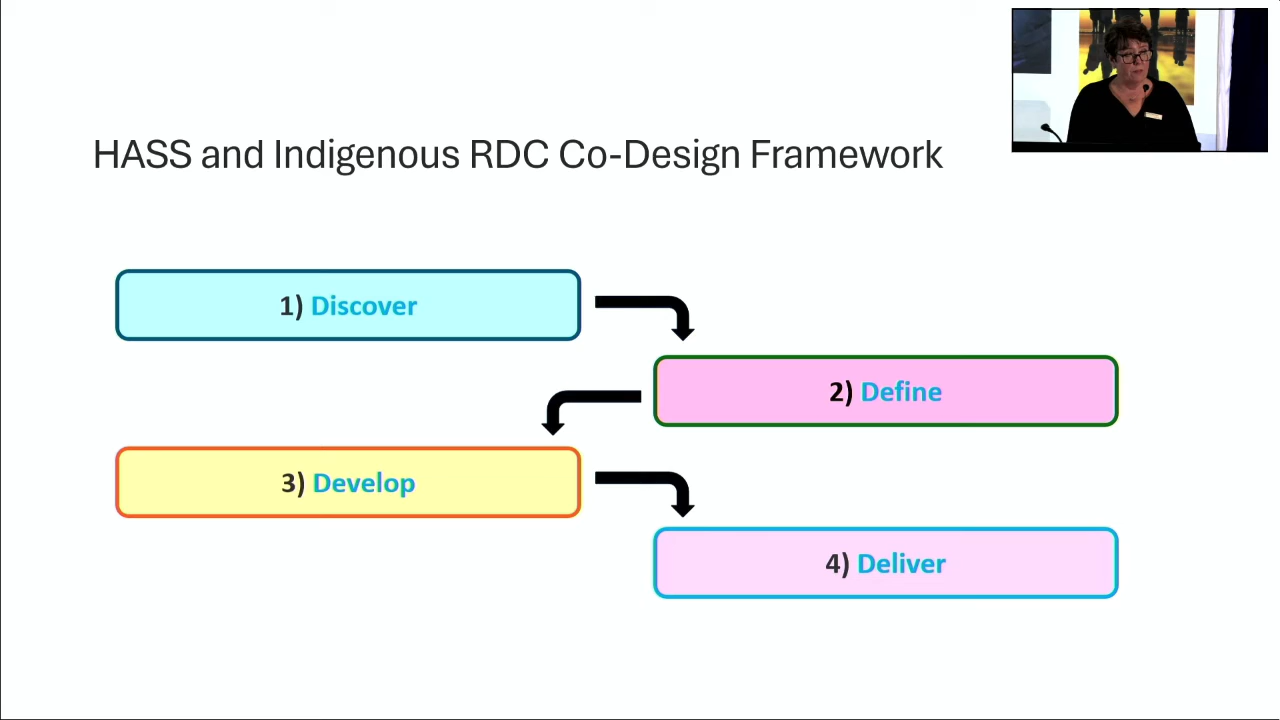 HASS and Indigenous RDC Co-Design Framework
1) Discover
2) Define
3) Develop
4) Deliver